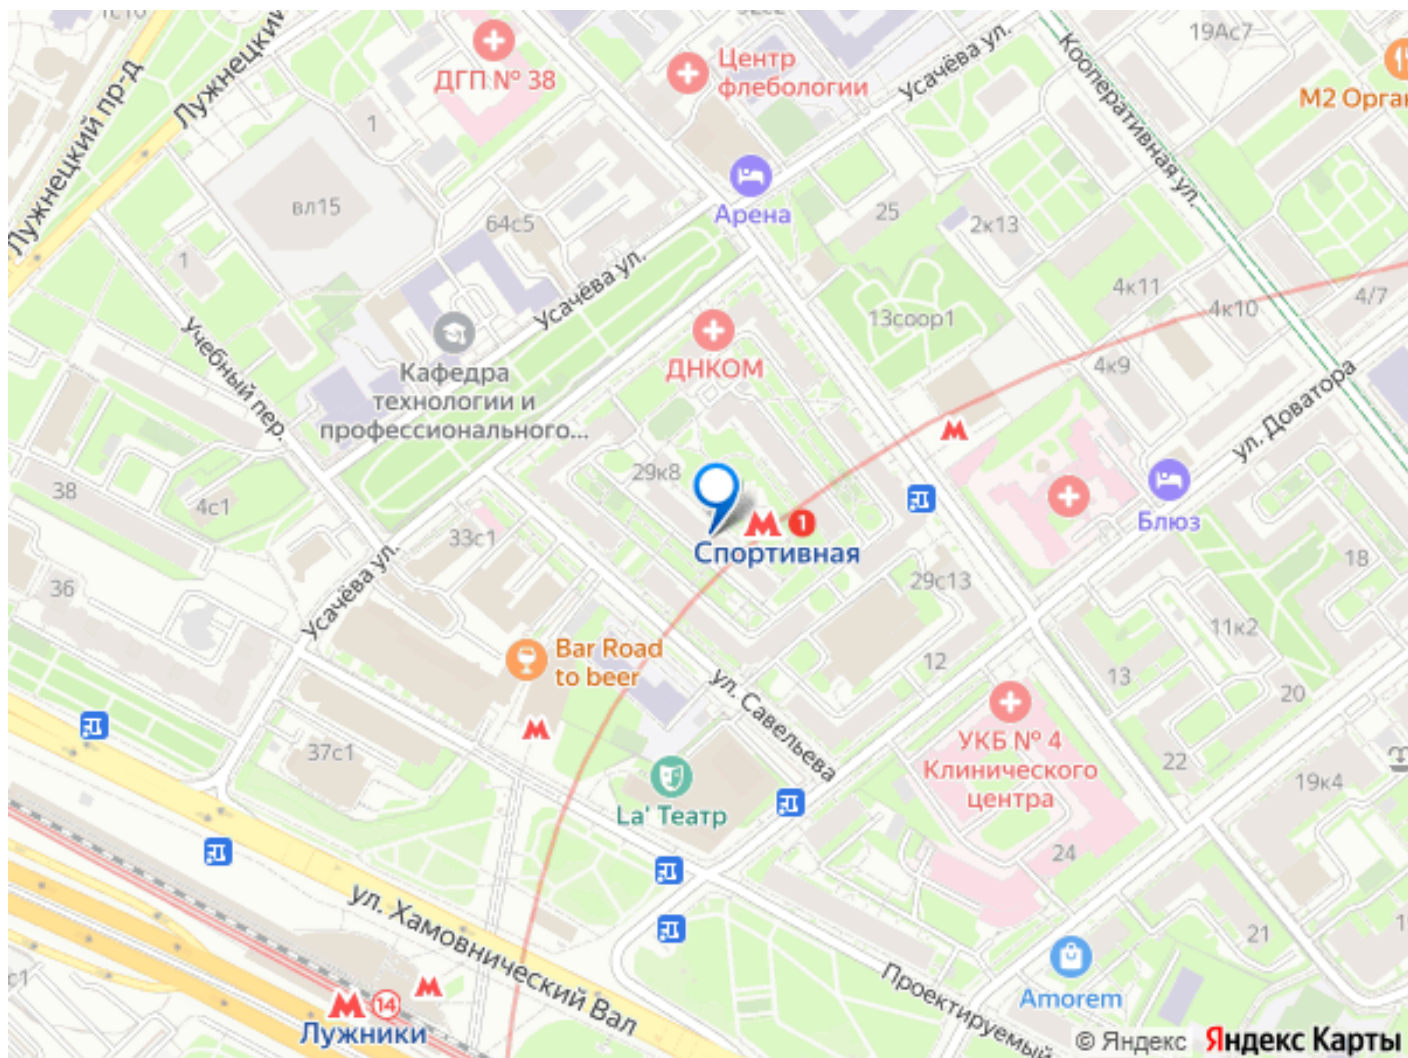 19Ас7
Лужнецкий
Центр
флебологии
ДГП № 38
Усачёва ул.
Кооперативная ул.
М2 Орган
Лужнецкий пр-д
1
вл15
64с5
Арена
25
2к13
1
Усачёва ул.
4к11
4к10
4/7
13соор1
Учебный пер.
ДНКОМ
Кафедра
технологии и
профессионального...
4к9
ул. Доватора
29к8
38
4с1
33с1
1
Спортивная
Блюз
18
Усачёва ул.
36
29с13
11к2
Bar Road
to beer
12
13
20
ул. Савельева
37с1
УКБ № 4
Клинического
центра
22
19к4
La' Театр
24
ул. Хамовнический Вал
21
Проектируемый
Amorem
14
Лужники
© Яндекс Яндекс Карты